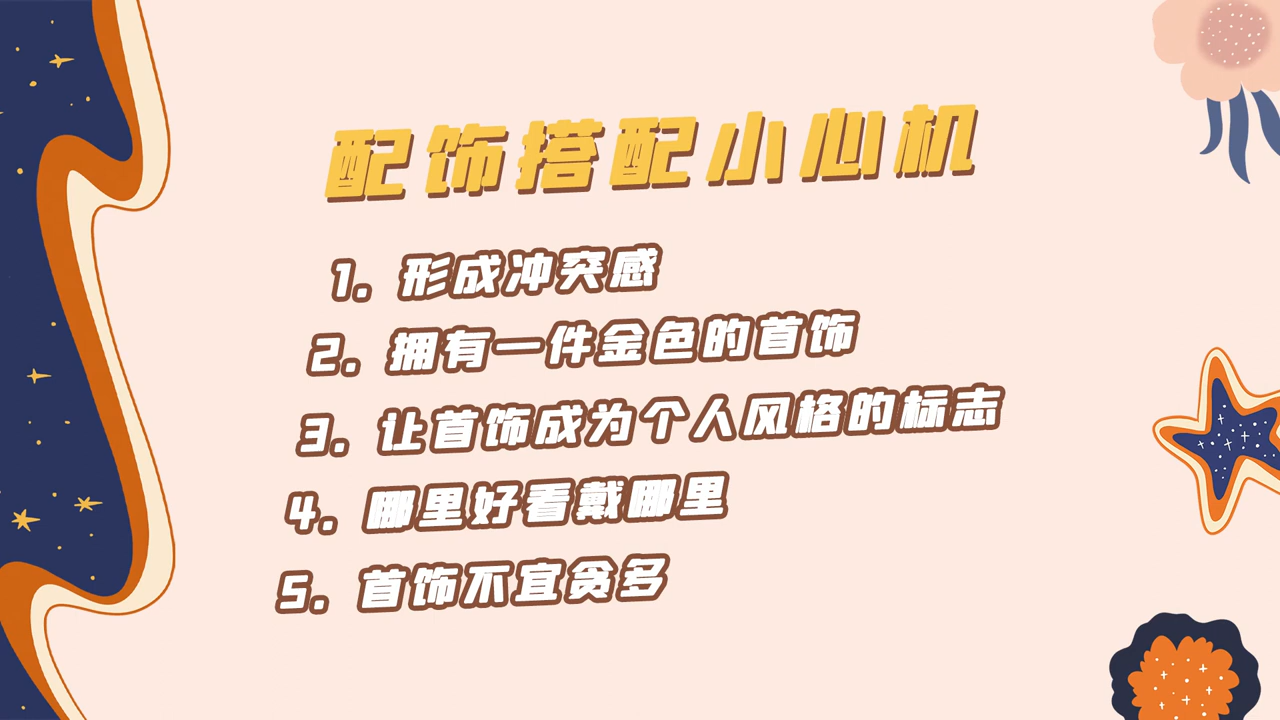 配饰搭配小心机
1. 形成冲突感
2. 拥有一件金色的首饰
3. 让首饰成为个人风格的标志
4. 哪里好看戴哪里
5. 首饰不宜贪多